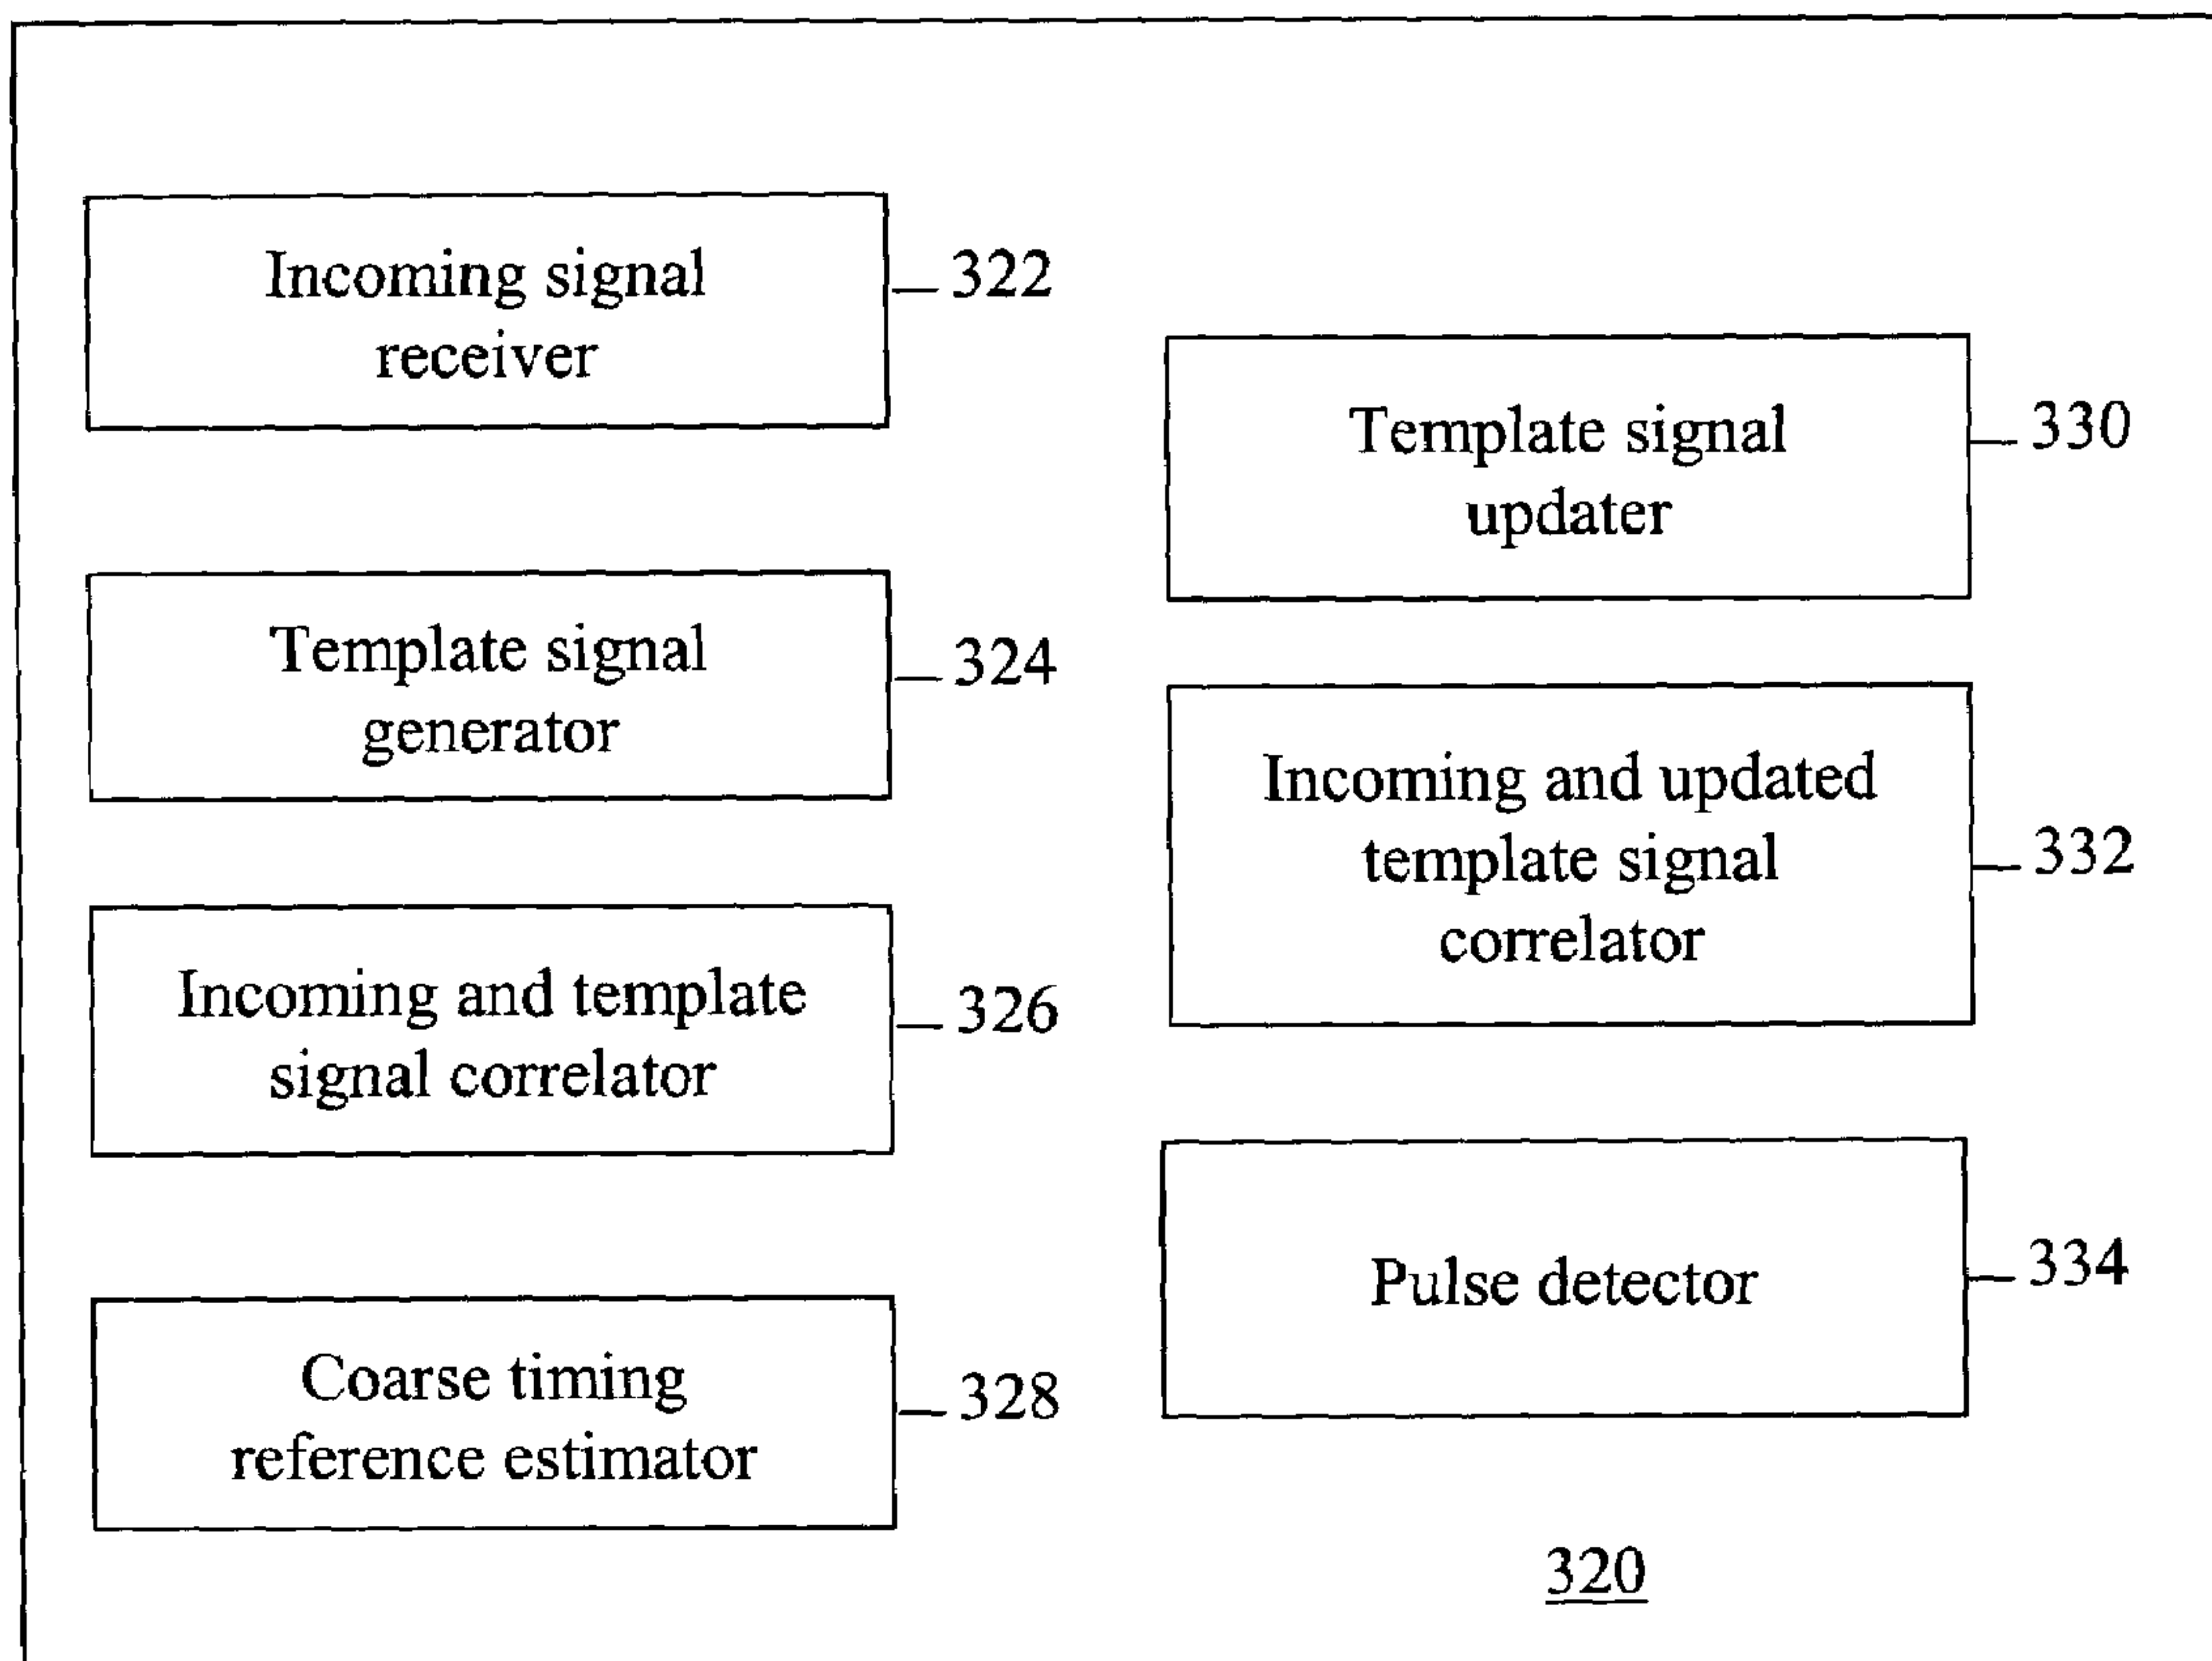 Incoming signal
receiver
322
Template signal
generator
324
Incoming and template
signal correlator
326
Coarse timing
reference estimator
328
Template signal
updater
330
Incoming and updated
template signal
correlator
332
Pulse detector
334
320